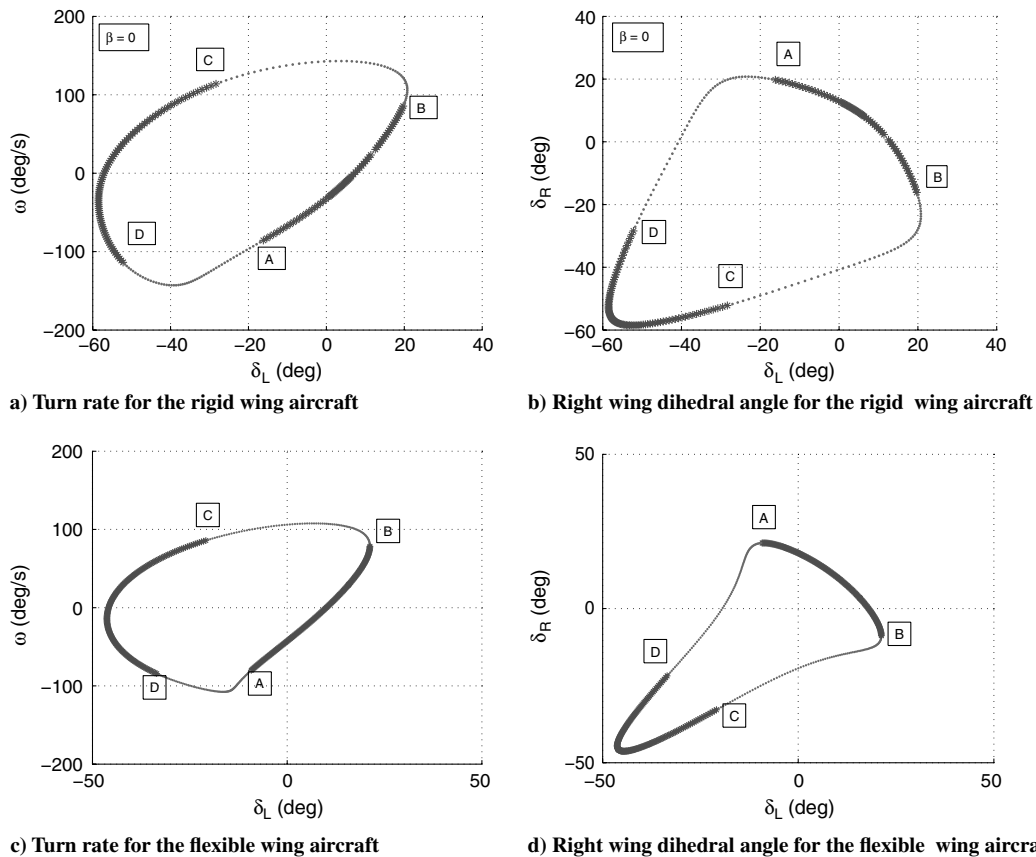 200
100
0
−100
−200
ω (deg/s)
β = 0
C
B
D
A
−60
−40
−20
0
20
40
δL (deg)
a) Turn rate for the rigid wing aircraft
40
20
0
−20
−40
−60
δR (deg)
β = 0
A
B
D
C
−60
−40
−20
0
20
40
δL (deg)
b) Right wing dihedral angle for the rigid wing aircraft
200
100
0
−100
−200
ω (deg/s)
C
B
D
A
−50
0
50
δL (deg)
c) Turn rate for the flexible wing aircraft
50
0
−50
δR (deg)
A
B
D
C
−50
0
50
δL (deg)
d) Right wing dihedral angle for the flexible wing aircra